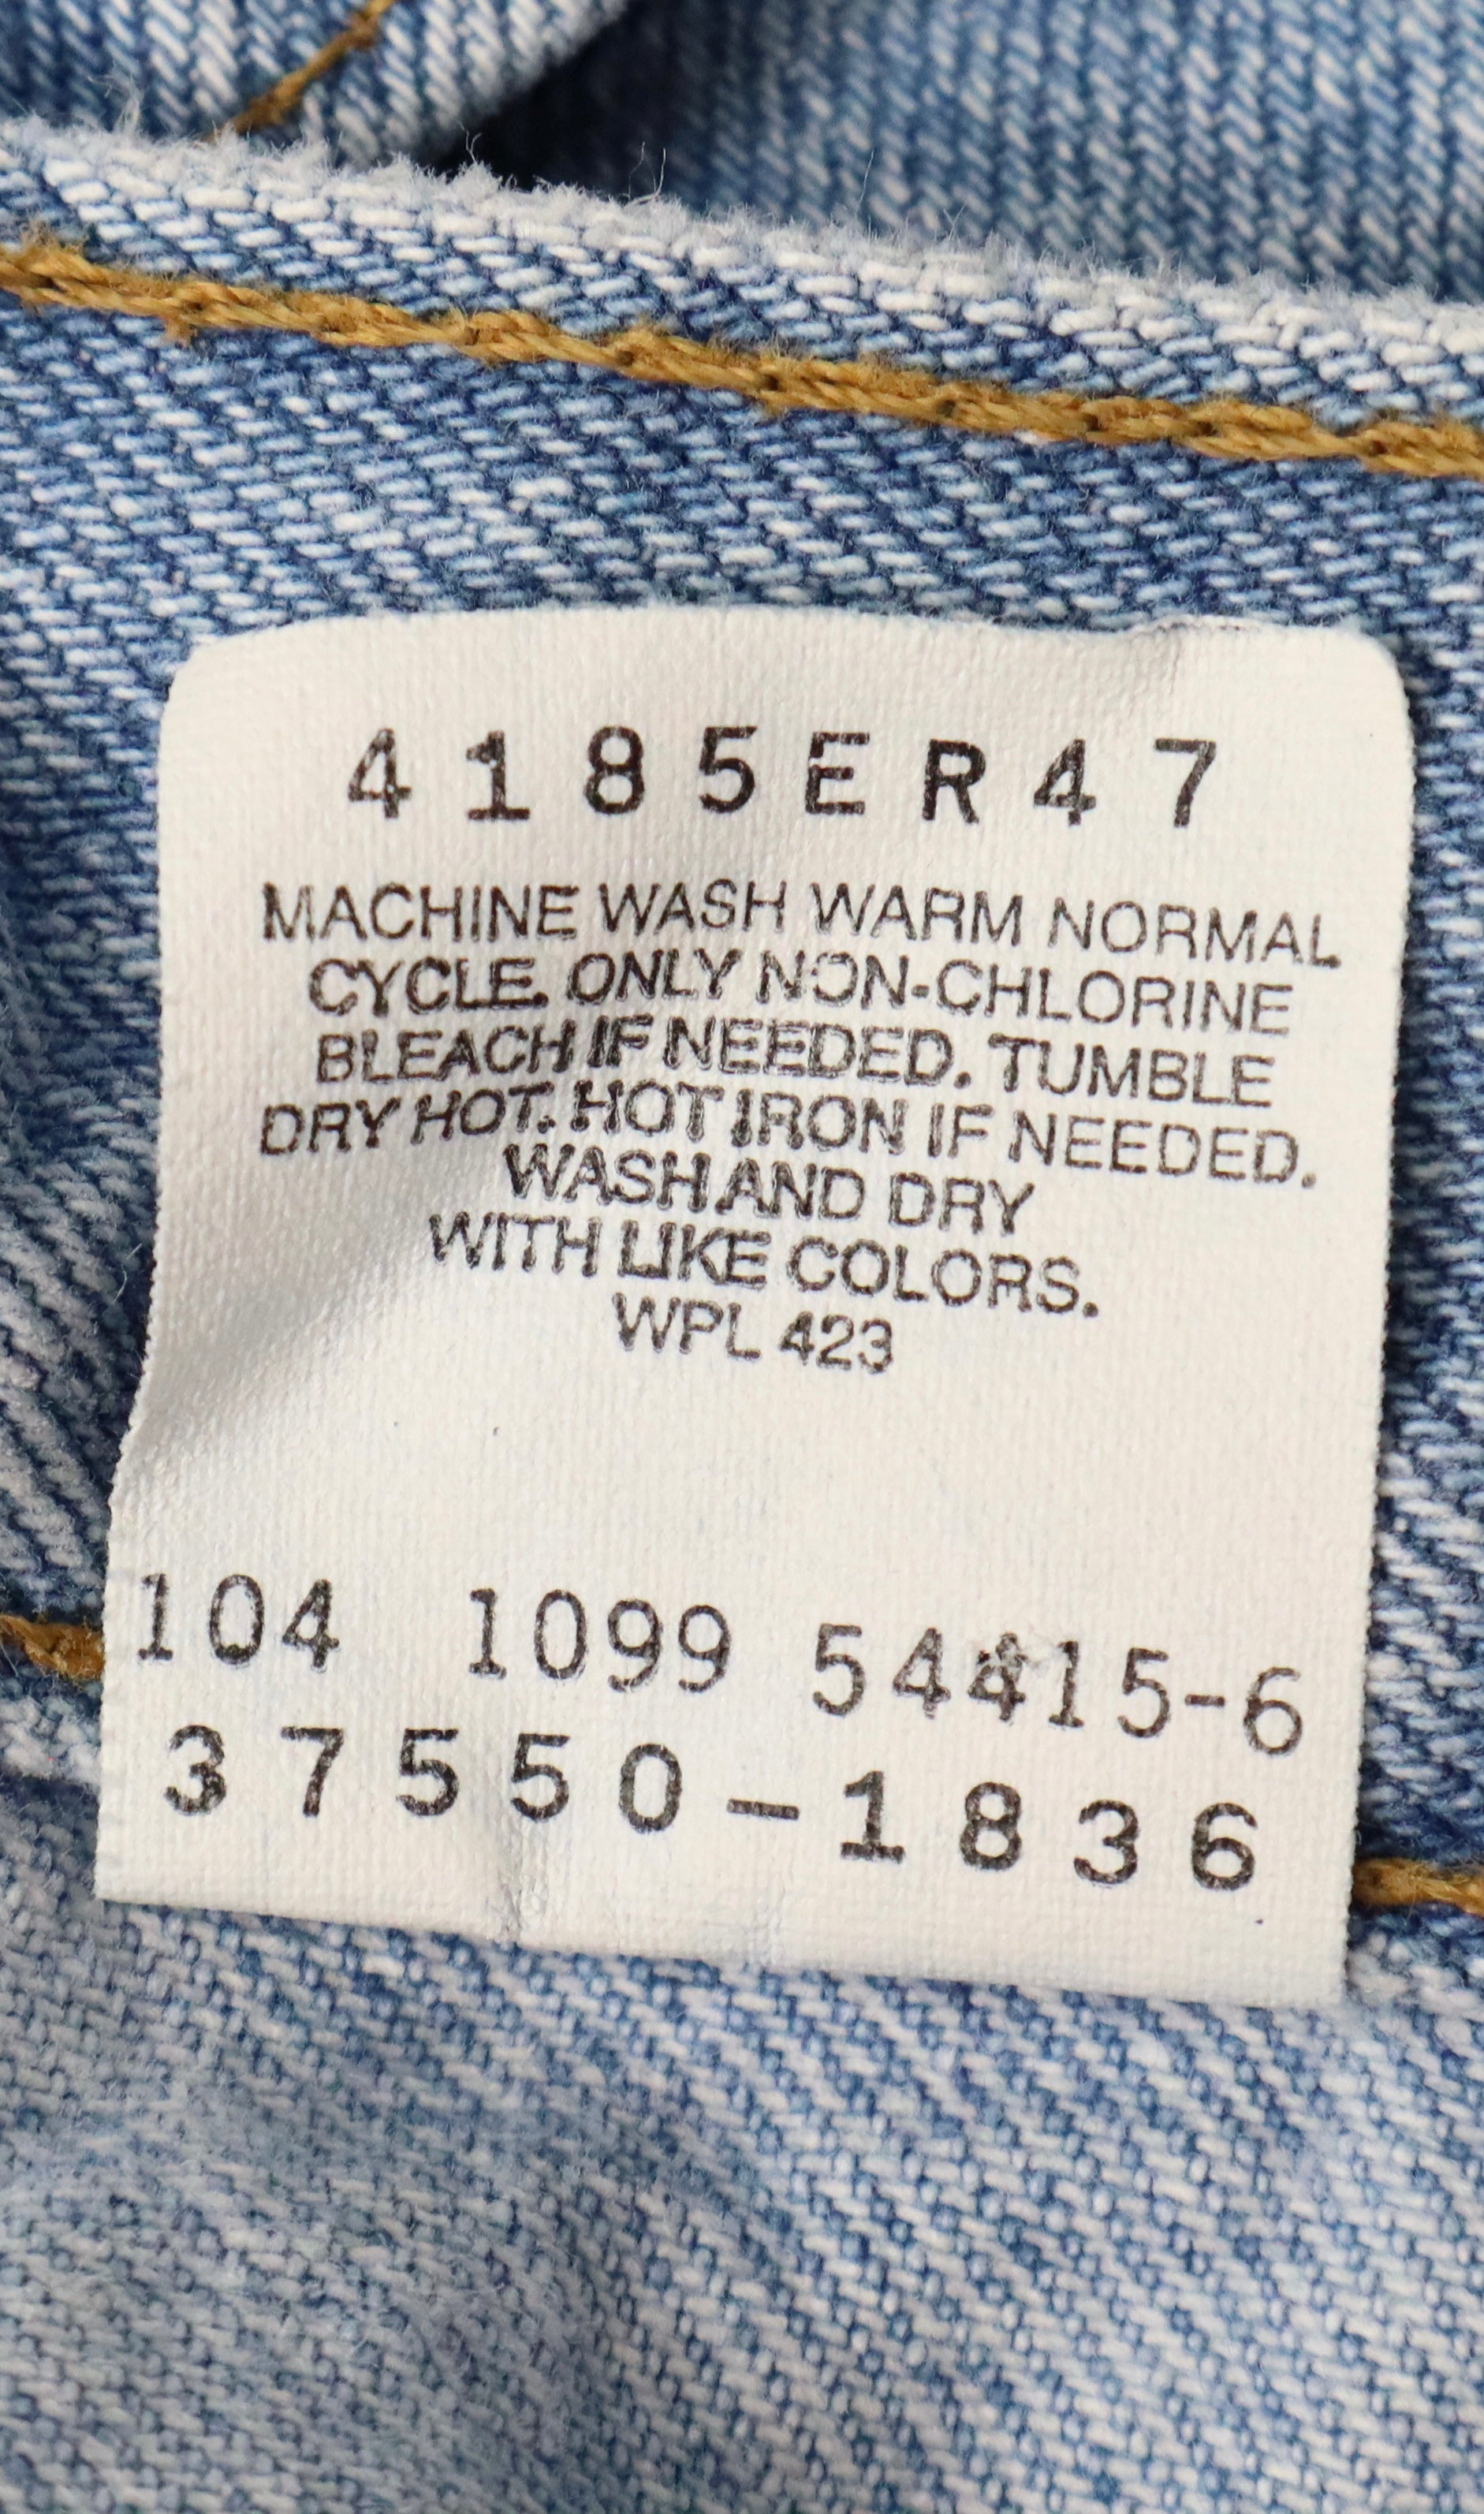 4185ER47
MACHINE WASH WARM NORMAL
CYCLE. ONLY NON-CHLORINE
BLEACH IF NEEDED. TUMBLE
DRY HOT. HOT IRON IF NEEDED.
WASH AND DRY
WITH LIKE COLORS.
WPL 423
104 1099 54415-6
37550-1836